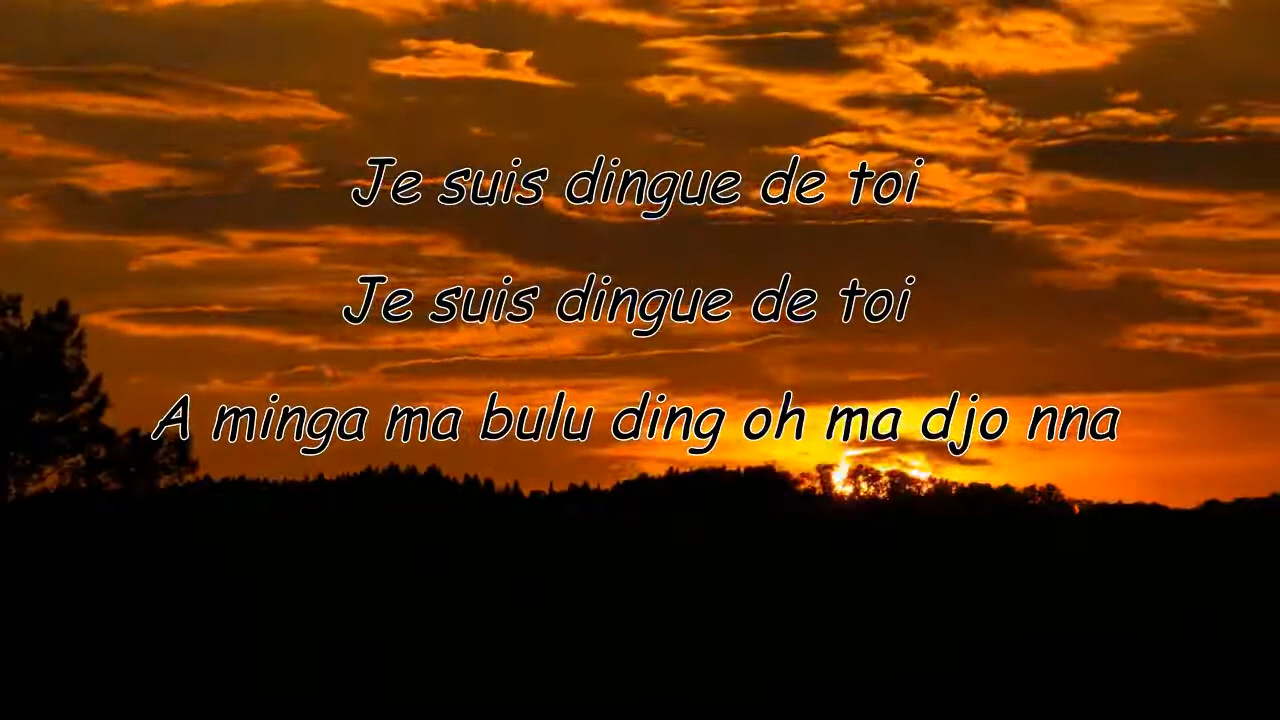 Je suis dingue de toi
Je suis dingue de toi
A minga ma bulu ding oh ma djo nna